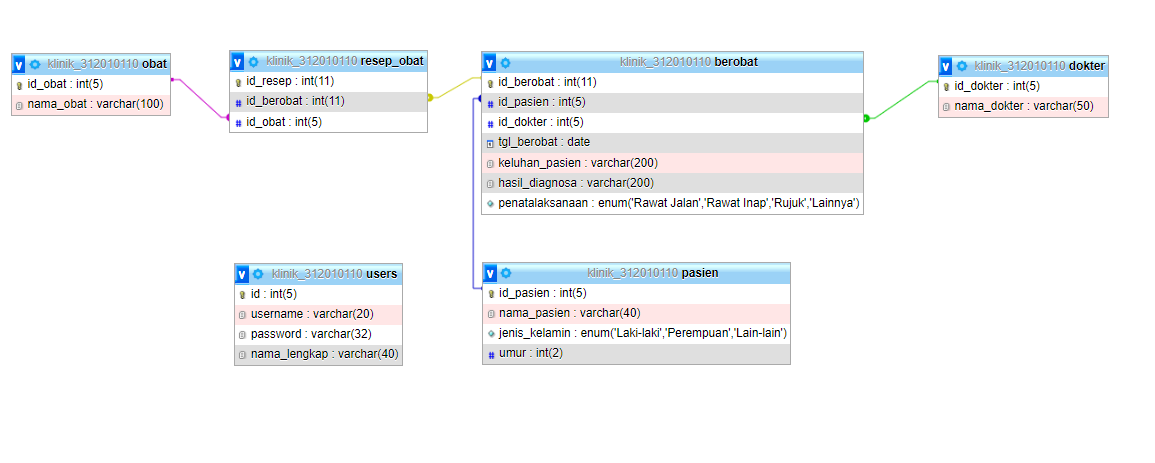 klinik_312010110 obat
id_obat : int(5)
nama_obat : varchar(100)
klinik_312010110 resep_obat
id_resep : int(11)
id_berobat : int(11)
id_obat : int(5)
klinik_312010110 berobat
id_berobat : int(11)
id_pasien : int(5)
id_dokter : int(5)
tgl_berobat : date
keluhan_pasien : varchar(200)
hasil_diagnosa : varchar(200)
penatalaksanaan : enum('Rawat Jalan','Rawat Inap','Rujuk','Lainnya')
klinik_312010110 dokter
id_dokter : int(5)
nama_dokter : varchar(50)
klinik_312010110 users
id : int(5)
username : varchar(20)
password : varchar(32)
nama_lengkap : varchar(40)
klinik_312010110 pasien
id_pasien : int(5)
nama_pasien : varchar(40)
jenis_kelamin : enum('Laki-laki','Perempuan','Lain-lain')
umur : int(2)